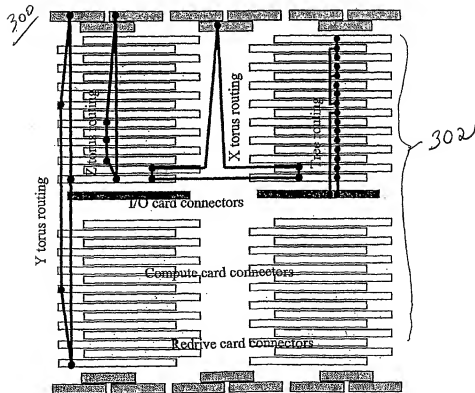 300
Z torus routing
X torus routing
Tree routing
302
I/O card connectors
Y torus routing
Compute card connectors
Redrive card connectors